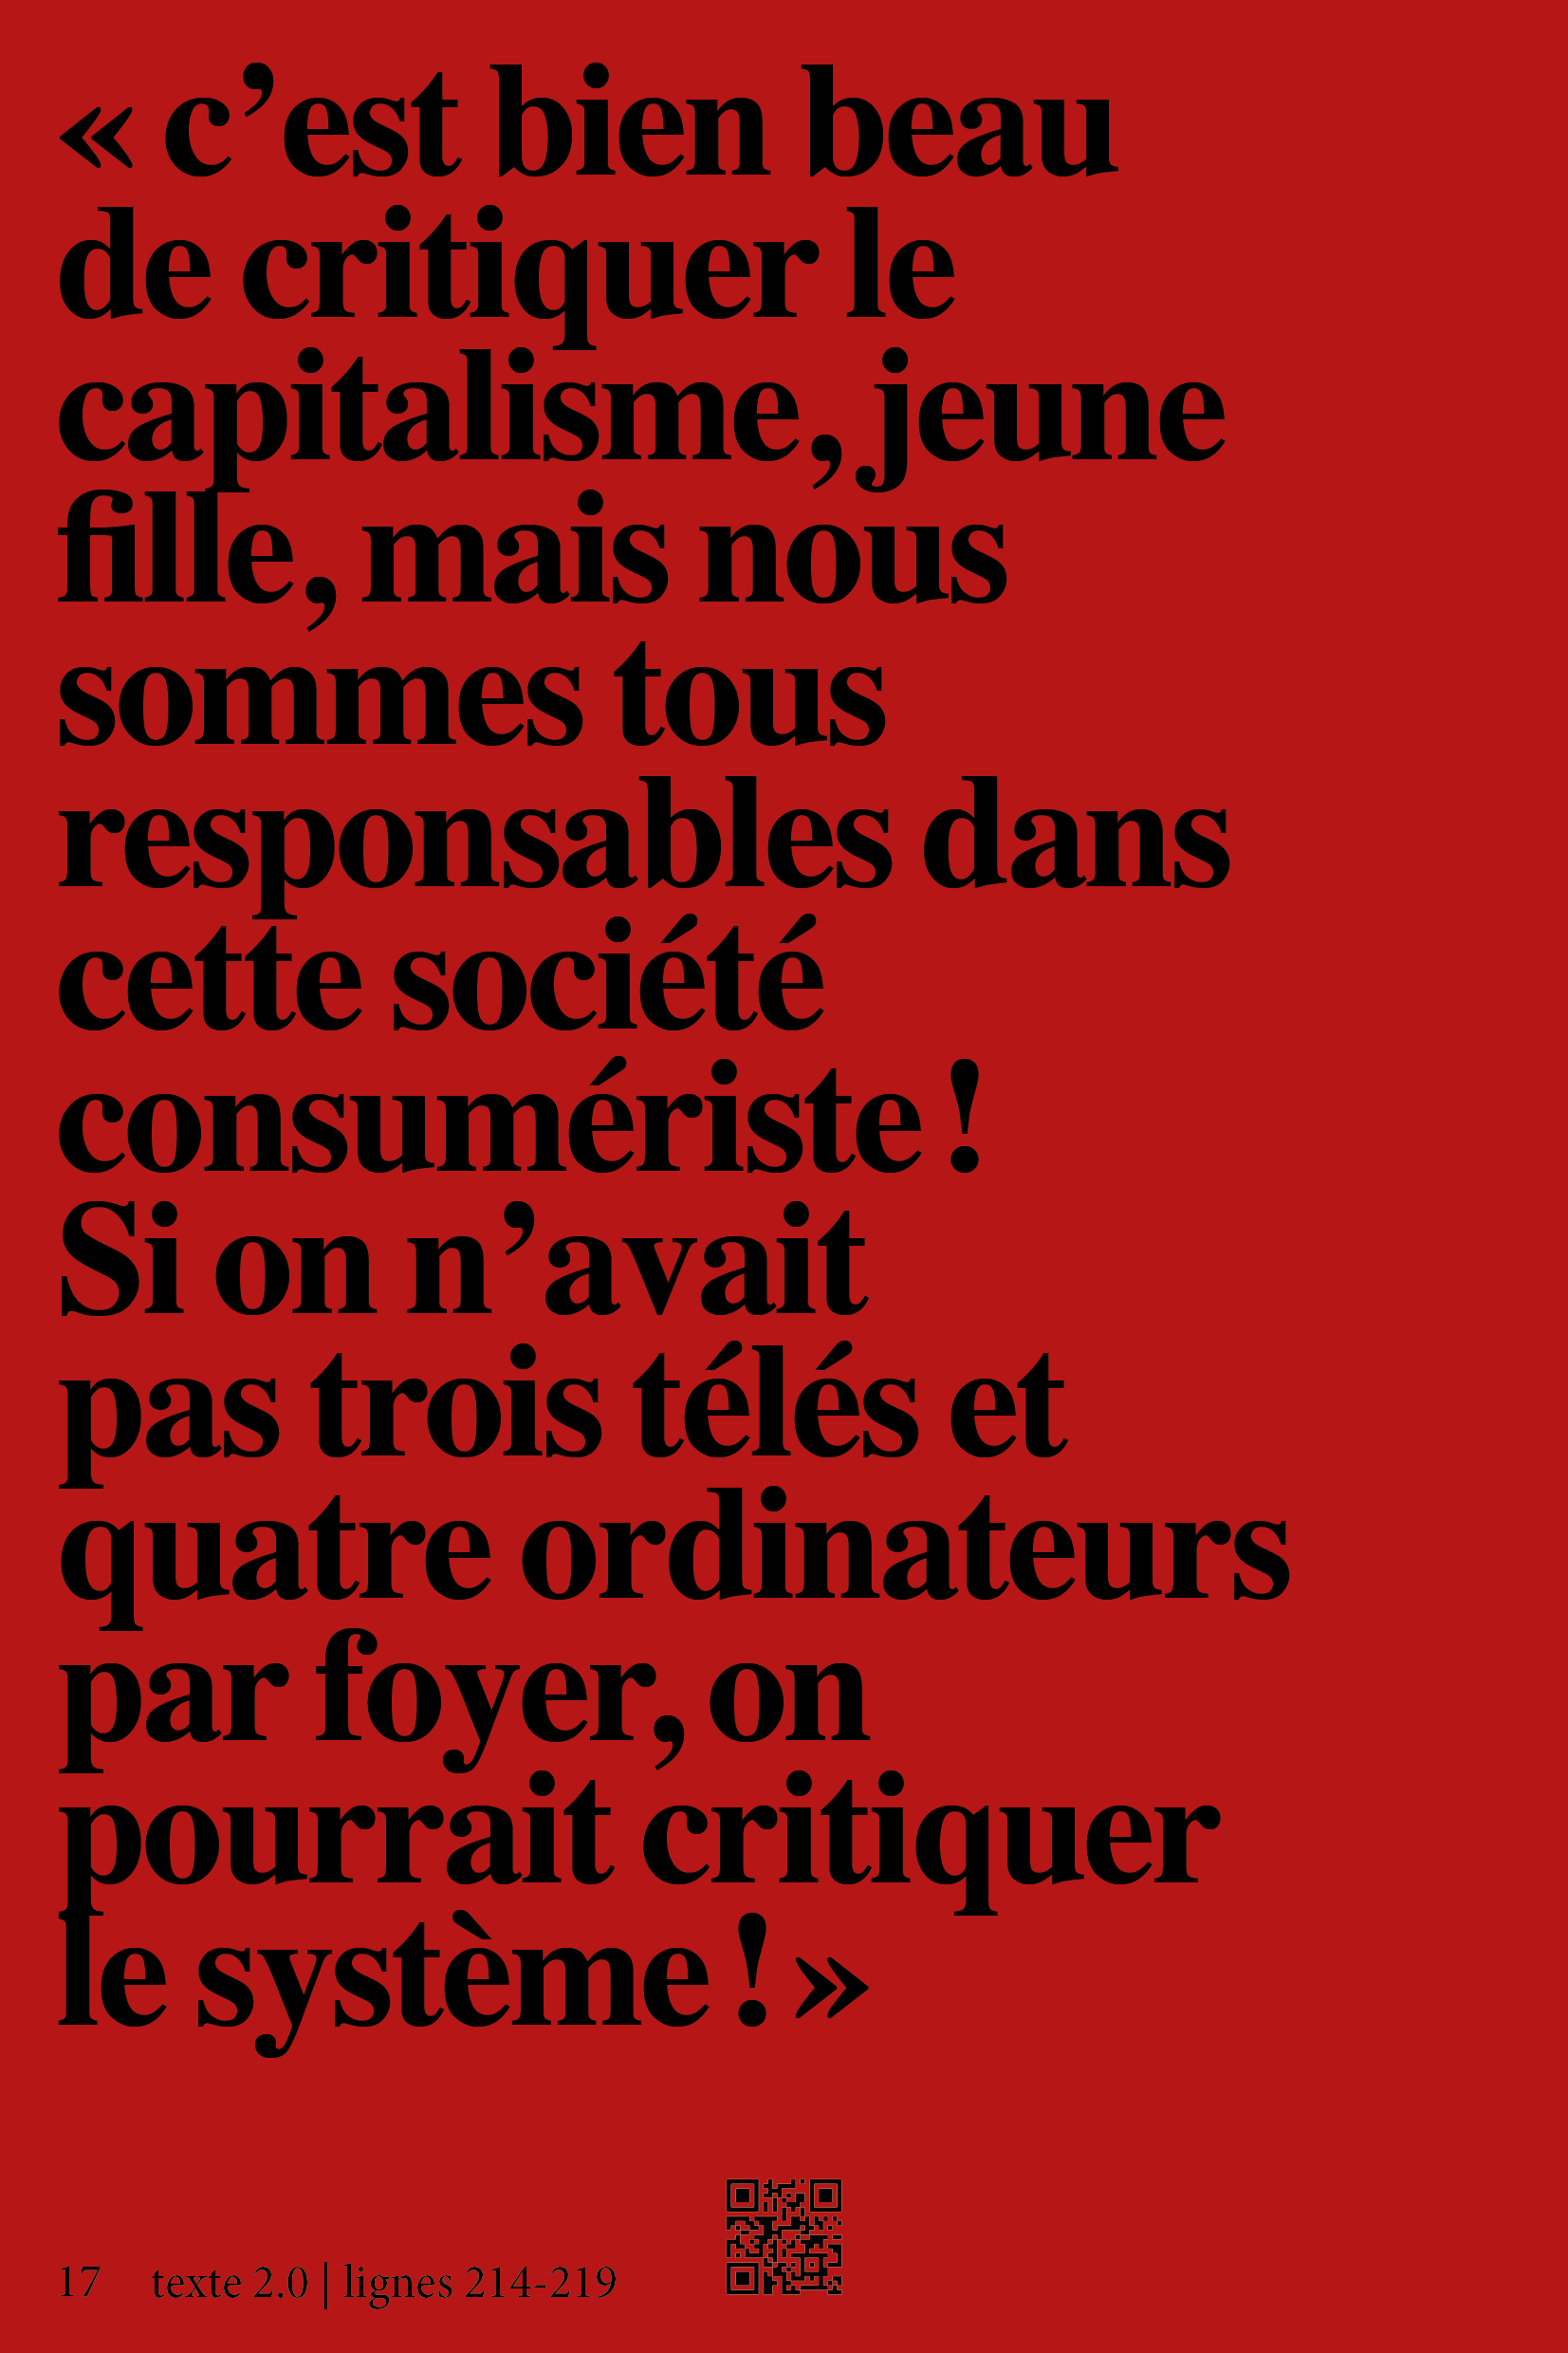 « c’est bien beau
de critiquer le
capitalisme, jeune
fille, mais nous
sommes tous
responsables dans
cette société
consumériste !
Si on n’avait
pas trois télés et
quatre ordinateurs
par foyer, on
pourrait critiquer
le système ! »
17 texte 2.0 | lignes 214-219